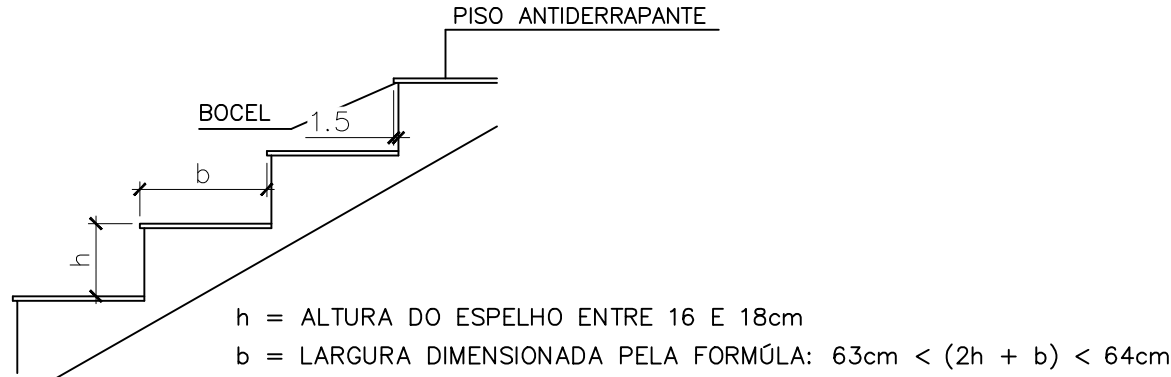 PISO ANTIDERRAPANTE
BOCEL
1.5
b
h
h = ALTURA DO ESPELHO ENTRE 16 E 18cm
b = LARGURA DIMENSIONADA PELA FORMÚLA: 63cm < (2h + b) < 64cm